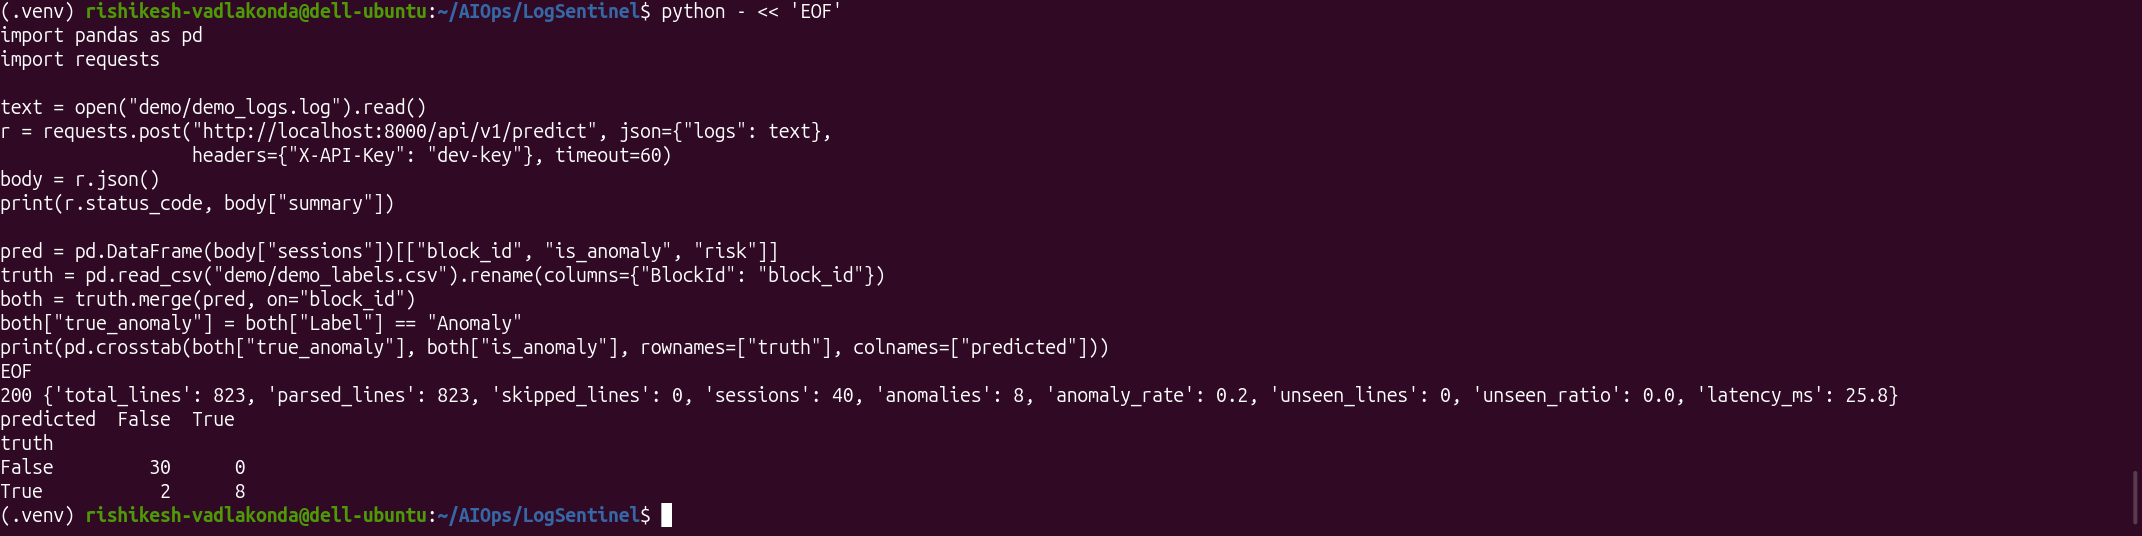 (.venv) rishikesh-vadlakonda@dell-ubuntu:~/AIOps/LogSentinel$ python - << 'EOF'
import pandas as pd
import requests

text = open("demo/demo_logs.log").read()
r = requests.post("http://localhost:8000/api/v1/predict", json={"logs": text},
                  headers={"X-API-Key": "dev-key"}, timeout=60)
body = r.json()
print(r.status_code, body["summary"])

pred = pd.DataFrame(body["sessions"])[["block_id", "is_anomaly", "risk"]]
truth = pd.read_csv("demo/demo_labels.csv").rename(columns={"BlockId": "block_id"})
both = truth.merge(pred, on="block_id")
both["true_anomaly"] = both["Label"] == "Anomaly"
print(pd.crosstab(both["true_anomaly"], both["is_anomaly"], rownames=["truth"], colnames=["predicted"]))
EOF
200 {'total_lines': 823, 'parsed_lines': 823, 'skipped_lines': 0, 'sessions': 40, 'anomalies': 8, 'anomaly_rate': 0.2, 'unseen_lines': 0, 'unseen_ratio': 0.0, 'latency_ms': 25.8}
predicted  False  True
truth
False         30      0
True           2      8
(.venv) rishikesh-vadlakonda@dell-ubuntu:~/AIOps/LogSentinel$